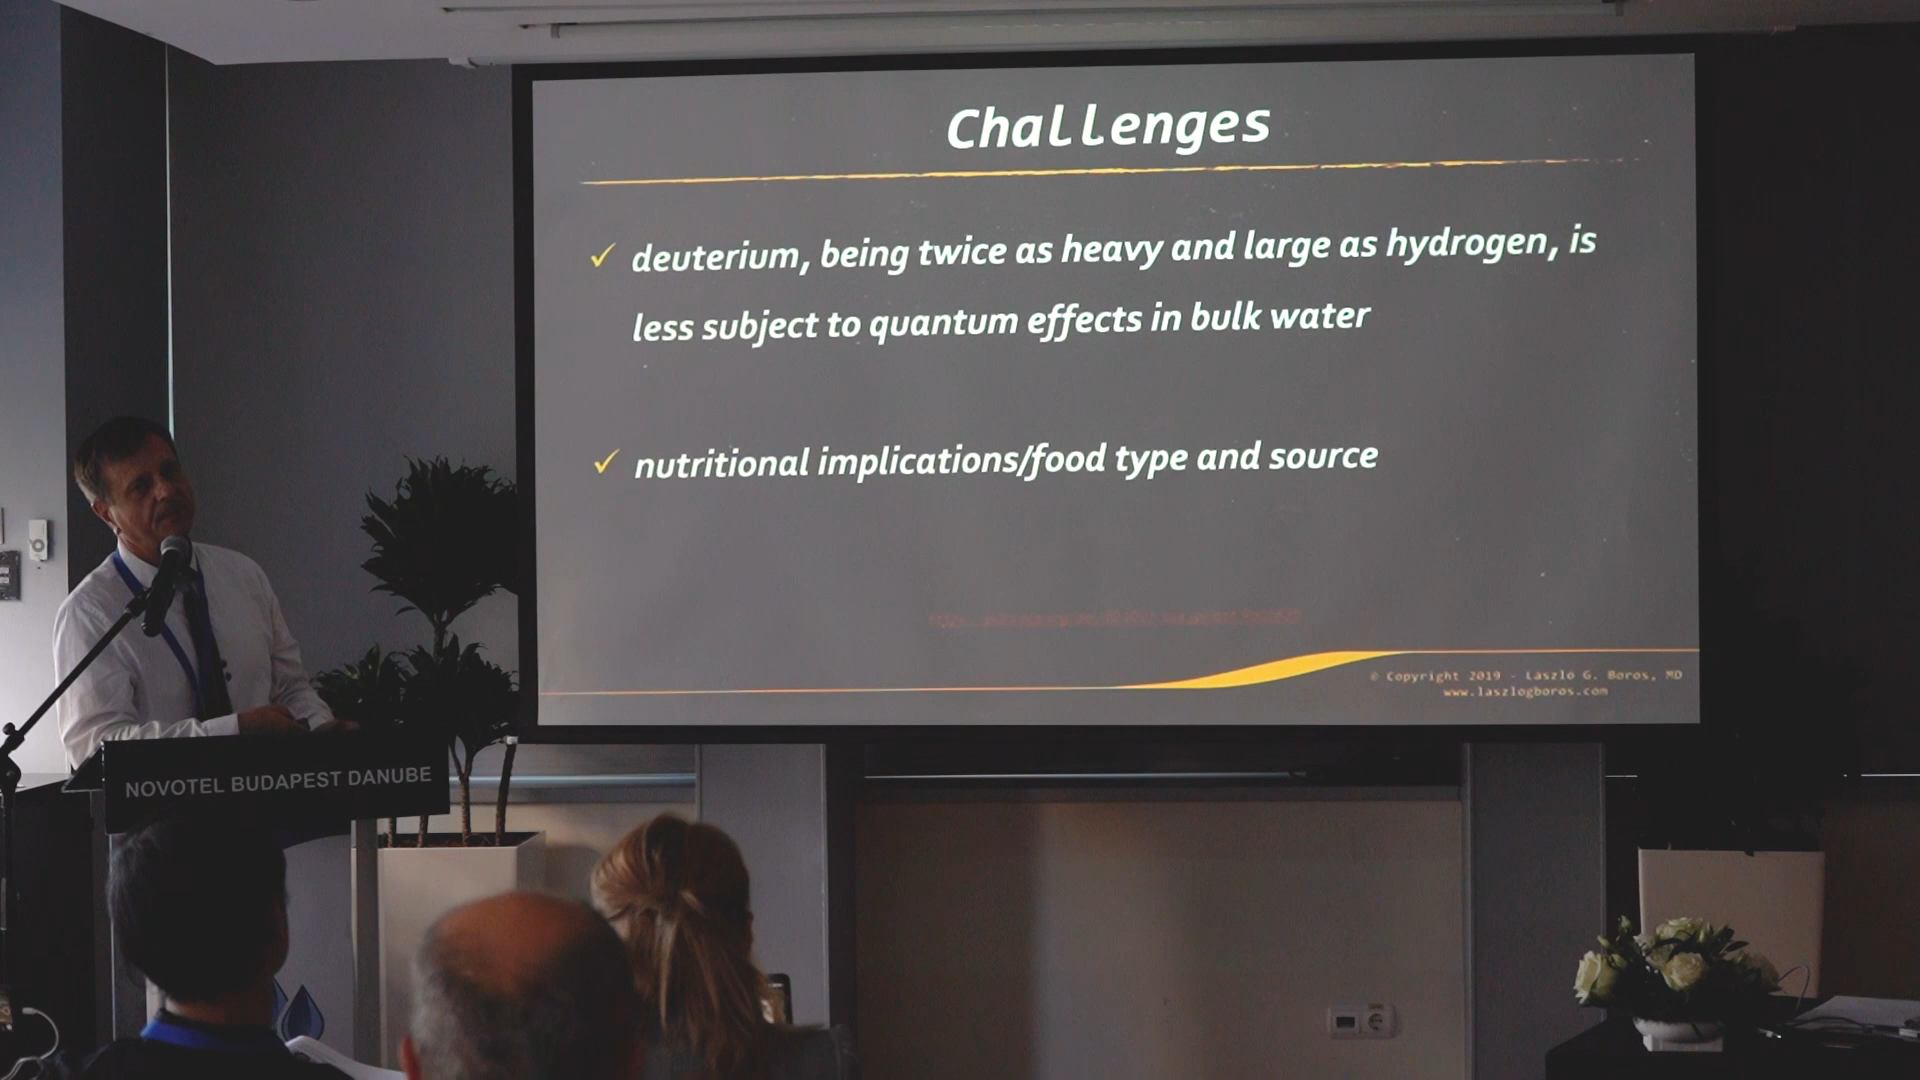 Challenges
✓ deuterium, being twice as heavy and large as hydrogen, is
less subject to quantum effects in bulk water
✓ nutritional implications/food type and source
© Copyright 2019 - László G. Boros, MD
www.laszlogboros.com
NOVOTEL BUDAPEST DANUBE